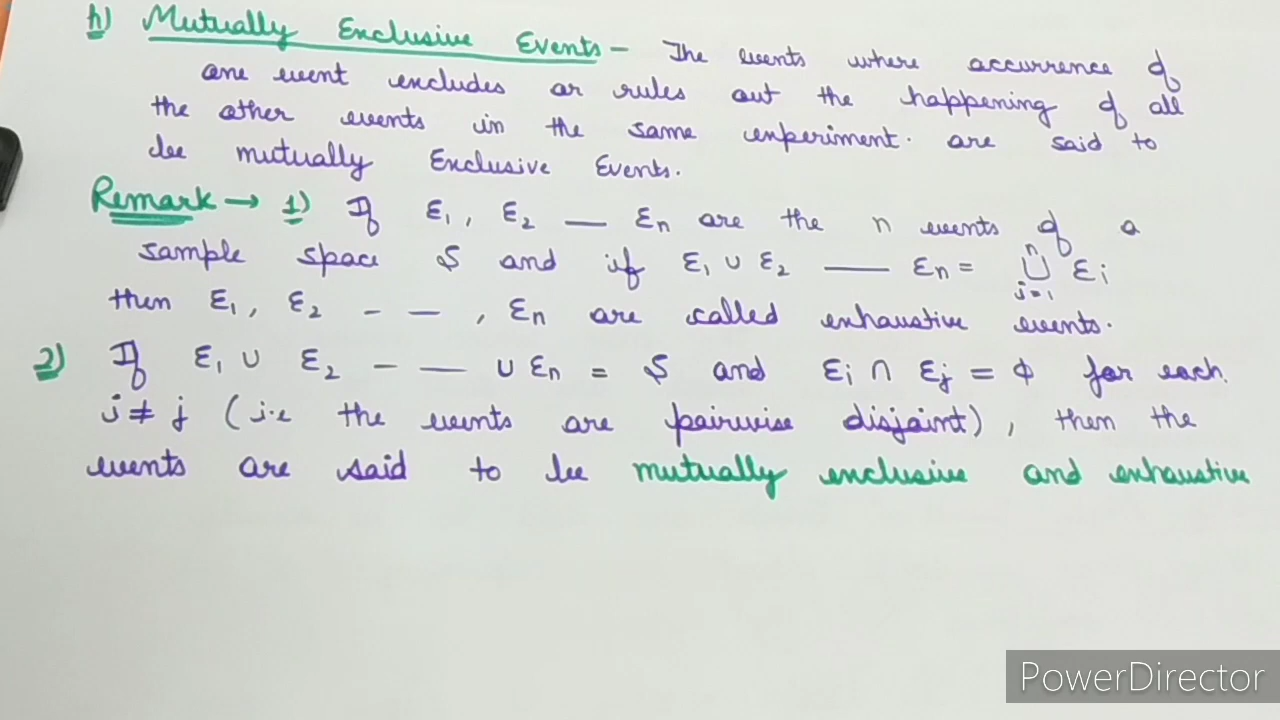 h) Mutually Exclusive Events - The events where occurrence of
one event excludes or rules out the happening of all
the other events in the same experiment. are said to
be mutually Exclusive Events.
Remark → 1) If E₁, E₂ — Eₙ are the n events of a
sample space S and if E₁ ∪ E₂ —— Eₙ = ⋃ⁿᵢ₌₁ Eᵢ
then E₁, E₂ - — , Eₙ are called exhaustive events.
2) If E₁ ∪ E₂ - — ∪ Eₙ = S and Eᵢ ∩ Eⱼ = ϕ for each
i ≠ j (i.e the events are pairwise disjoint), then the
events are said to be mutually exclusive and exhaustive
PowerDirector